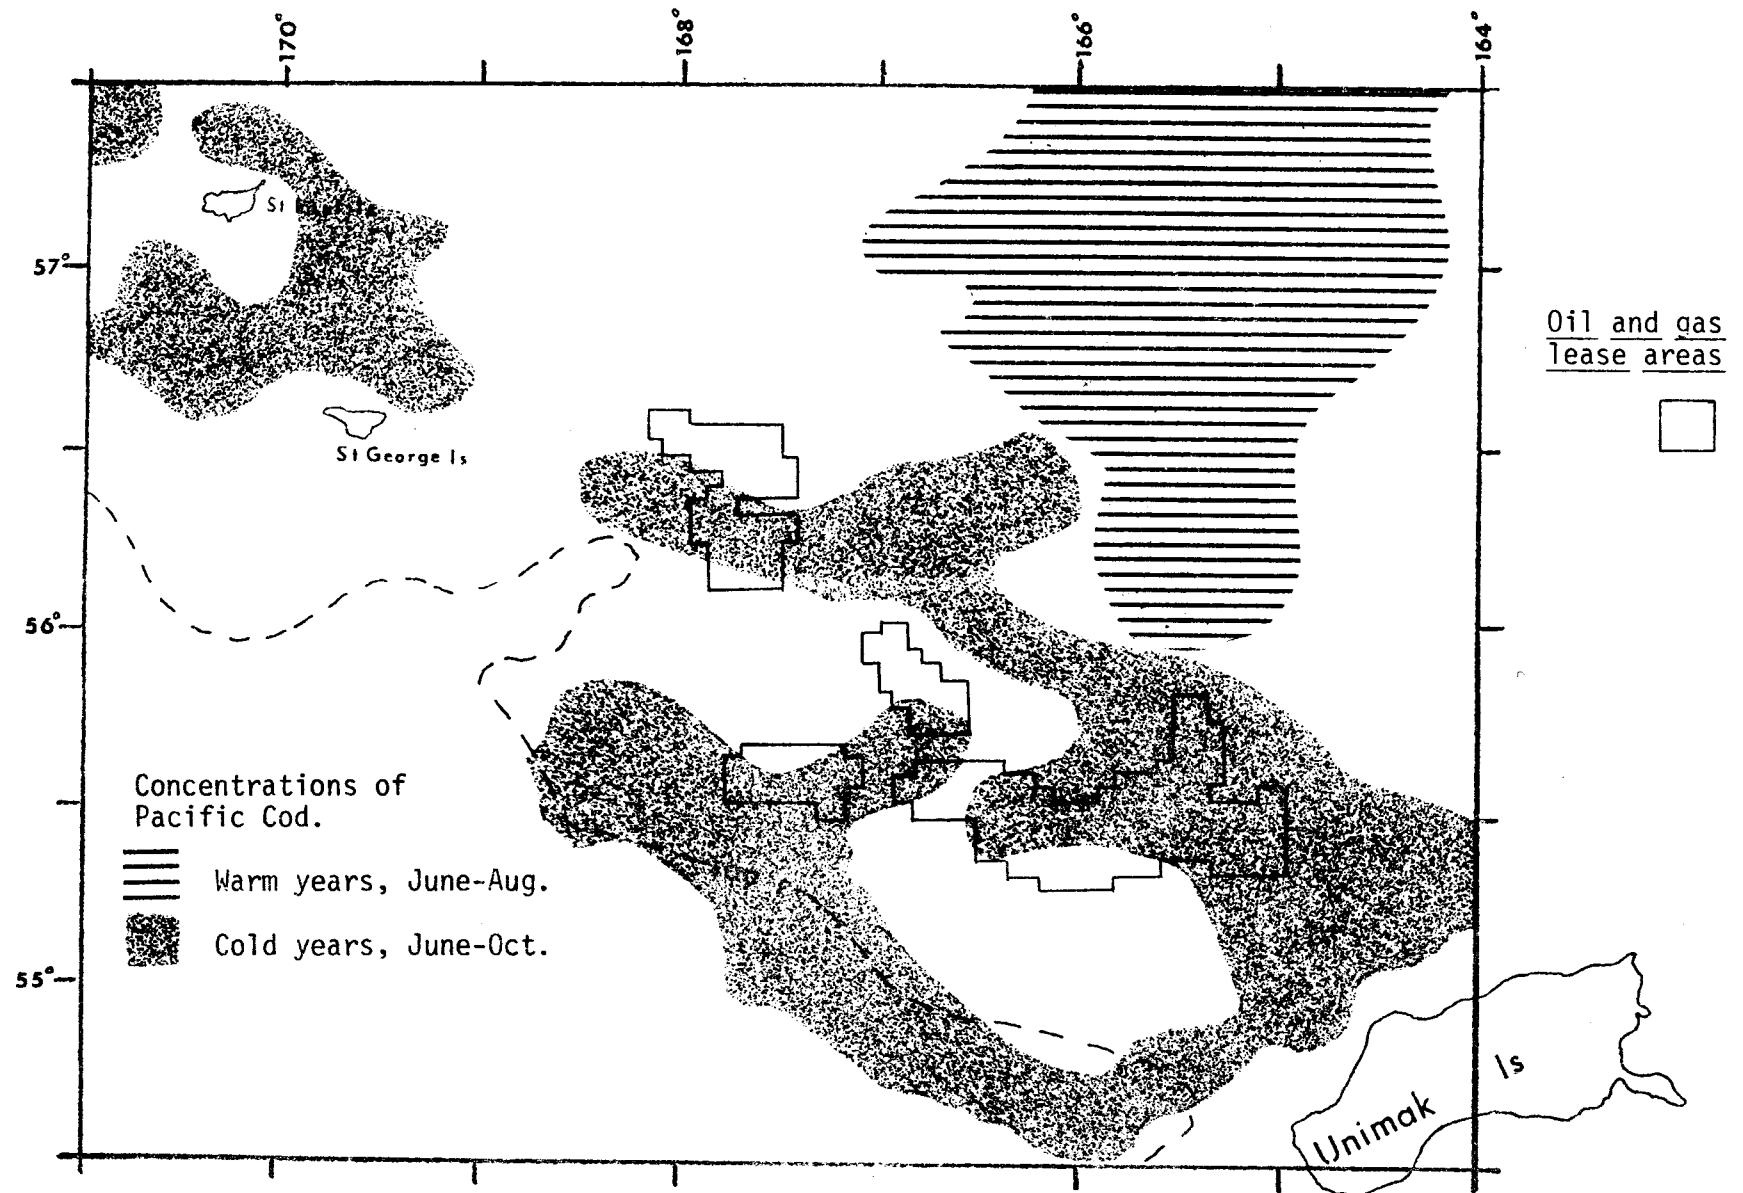 170°
168°
166°
164°
St
57°
Oil and gas
lease areas
St George Is
56°
Concentrations of
Pacific Cod.
Warm years, June-Aug.
Cold years, June-Oct.
55°
Unimak Is